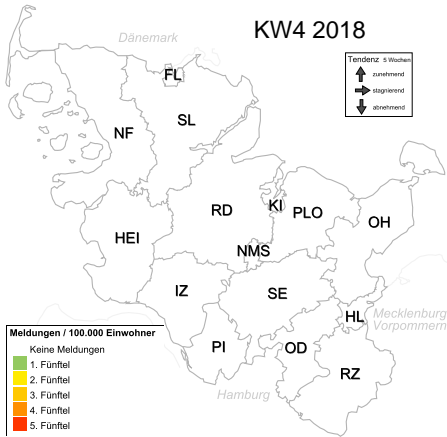 KW4 2018
Dänemark
Tendenz 5 Wochen
zunehmend
stagnierend
abnehmend
FL
SL
NF
KI
RD
PLO
OH
HEI
NMS
IZ
SE
HL
Mecklenburg
Vorpommern
PI
OD
RZ
Hamburg
Meldungen / 100.000 Einwohner
Keine Meldungen
1. Fünftel
2. Fünftel
3. Fünftel
4. Fünftel
5. Fünftel